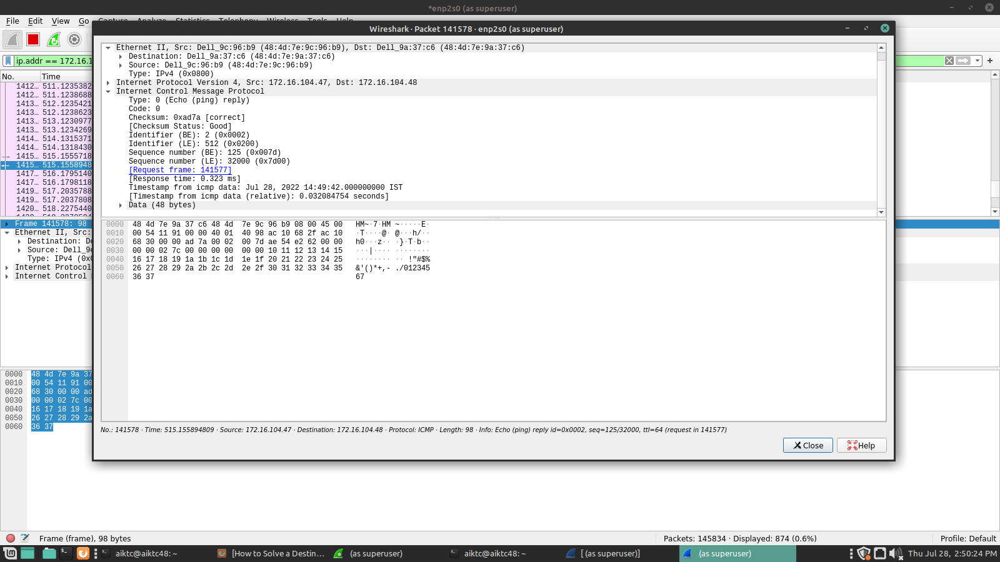 *enp2s0 (as superuser)
File Edit View Go Capture Analyze Statistics Telephony Wireless Tools Help
Wireshark · Packet 141578 · enp2s0 (as superuser)
ip.addr == 172.16.1
No. Time
1412… 511.1235382
1412… 511.1238688
1413… 512.1235421
1413… 512.1238623
1413… 513.1230977
1413… 513.1234269
1414… 514.1315371
1414… 514.1318430
1415… 515.1555718
1415… 515.1558948
1417… 516.1795140
1417… 516.1798118
1419… 517.2035788
1419… 517.2037808
1420… 518.2275440
Frame 141578: 98
Ethernet II, Src:
Destination: De
Source: Dell_9c
Type: IPv4 (0x0
Internet Protocol
Internet Control
0000 48 4d 7e 9a 37
0010 00 54 11 91 00
0020 68 30 00 00 ad
0030 00 00 02 7c 00
0040 16 17 18 19 1a
0050 26 27 28 29 2a
0060 36 37
Ethernet II, Src: Dell_9c:96:b9 (48:4d:7e:9c:96:b9), Dst: Dell_9a:37:c6 (48:4d:7e:9a:37:c6)
Destination: Dell_9a:37:c6 (48:4d:7e:9a:37:c6)
Source: Dell_9c:96:b9 (48:4d:7e:9c:96:b9)
Type: IPv4 (0x0800)
Internet Protocol Version 4, Src: 172.16.104.47, Dst: 172.16.104.48
Internet Control Message Protocol
Type: 0 (Echo (ping) reply)
Code: 0
Checksum: 0xad7a [correct]
[Checksum Status: Good]
Identifier (BE): 2 (0x0002)
Identifier (LE): 512 (0x0200)
Sequence number (BE): 125 (0x007d)
Sequence number (LE): 32000 (0x7d00)
[Request frame: 141577]
[Response time: 0.323 ms]
Timestamp from icmp data: Jul 28, 2022 14:49:42.000000000 IST
[Timestamp from icmp data (relative): 0.032084754 seconds]
Data (48 bytes)
0000 48 4d 7e 9a 37 c6 48 4d 7e 9c 96 b9 08 00 45 00 HM~·7·HM ~·····E·
0010 00 54 11 91 00 00 40 01 40 98 ac 10 68 2f ac 10 ·T····@· @···h/··
0020 68 30 00 00 ad 7a 00 02 00 7d ae 54 e2 62 00 00 h0···z·· ·}·T·b··
0030 00 00 02 7c 00 00 00 00 00 00 10 11 12 13 14 15 ···|···· ········
0040 16 17 18 19 1a 1b 1c 1d 1e 1f 20 21 22 23 24 25 ········ ·· !"#$%
0050 26 27 28 29 2a 2b 2c 2d 2e 2f 30 31 32 33 34 35 &'()*+,- ./012345
0060 36 37 67
No.: 141578 · Time: 515.155894809 · Source: 172.16.104.47 · Destination: 172.16.104.48 · Protocol: ICMP · Length: 98 · Info: Echo (ping) reply id=0x0002, seq=125/32000, ttl=64 (request in 141577)
Close Help
Frame (frame), 98 bytes Packets: 145834 · Displayed: 874 (0.6%) Profile: Default
aiktc@aiktc48: ~ [How to Solve a Destin... (as superuser) aiktc@aiktc48: ~ [ (as superuser)] (as superuser) Thu Jul 28, 2:50:24 PM